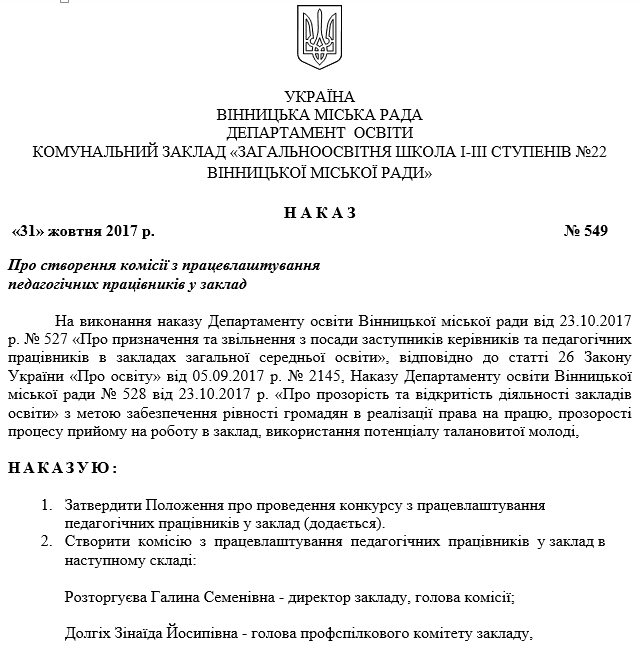 УКРАЇНА
ВІННИЦЬКА МІСЬКА РАДА
ДЕПАРТАМЕНТ ОСВІТИ
КОМУНАЛЬНИЙ ЗАКЛАД «ЗАГАЛЬНООСВІТНЯ ШКОЛА І-ІІІ СТУПЕНІВ №22
ВІННИЦЬКОЇ МІСЬКОЇ РАДИ»
Н А К А З
«31» жовтня 2017 р. № 549
Про створення комісії з працевлаштування
педагогічних працівників у заклад
На виконання наказу Департаменту освіти Вінницької міської ради від 23.10.2017
р. № 527 «Про призначення та звільнення з посади заступників керівників та педагогічних
працівників в закладах загальної середньої освіти», відповідно до статті 26 Закону
України «Про освіту» від 05.09.2017 р. № 2145, Наказу Департаменту освіти Вінницької
міської ради № 528 від 23.10.2017 р. «Про прозорість та відкритість діяльності закладів
освіти» з метою забезпечення рівності громадян в реалізації права на працю, прозорості
процесу прийому на роботу в заклад, використання потенціалу талановитої молоді,
Н А К А З У Ю :
1. Затвердити Положення про проведення конкурсу з працевлаштування
педагогічних працівників у заклад (додається).
2. Створити комісію з працевлаштування педагогічних працівників у заклад в
наступному складі:
Розторгуєва Галина Семенівна - директор закладу, голова комісії;
Долгіх Зінаїда Йосипівна - голова профспілкового комітету закладу,